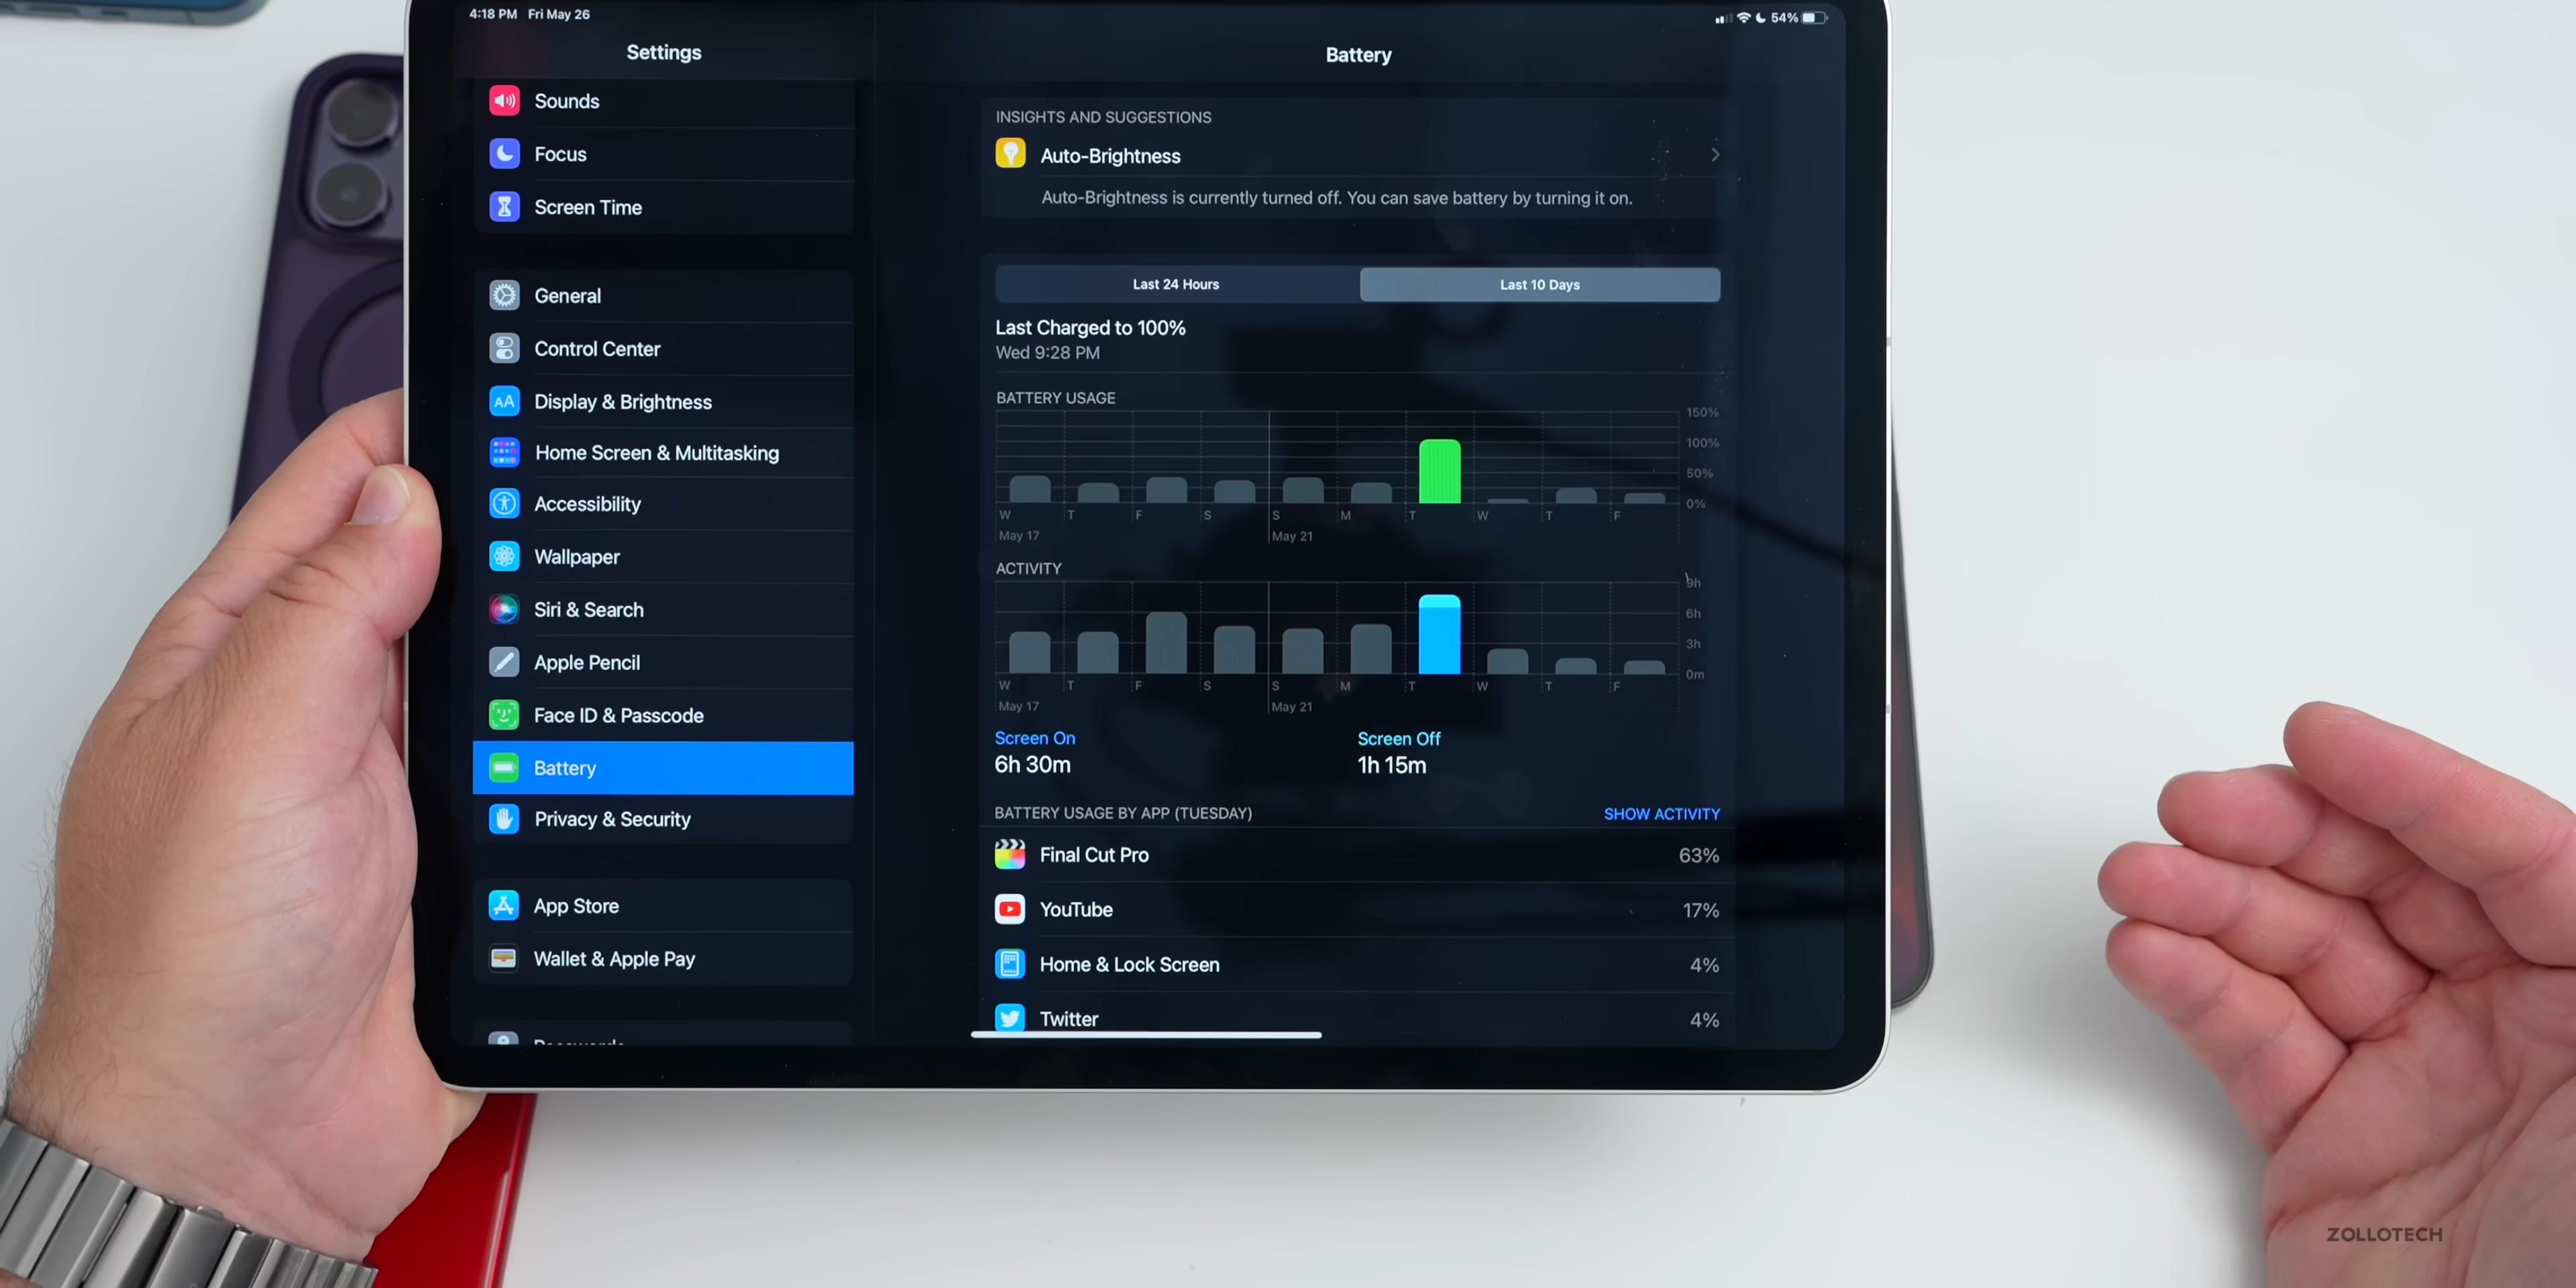 4:18 PM Fri May 26
54%
Settings
Sounds
Focus
Screen Time
General
Control Center
AA Display & Brightness
Home Screen & Multitasking
Accessibility
Wallpaper
Siri & Search
Apple Pencil
Face ID & Passcode
Battery
Privacy & Security
App Store
Wallet & Apple Pay
Battery
INSIGHTS AND SUGGESTIONS
Auto-Brightness
Auto-Brightness is currently turned off. You can save battery by turning it on.
Last 24 Hours Last 10 Days
Last Charged to 100%
Wed 9:28 PM
BATTERY USAGE
150%
100%
50%
0%
W T F S S M T W T F
May 17 May 21
ACTIVITY
9h
6h
3h
0m
W T F S S M T W T F
May 17 May 21
Screen On Screen Off
6h 30m 1h 15m
BATTERY USAGE BY APP (TUESDAY) SHOW ACTIVITY
Final Cut Pro 63%
YouTube 17%
Home & Lock Screen 4%
Twitter 4%
ZOLLOTECH